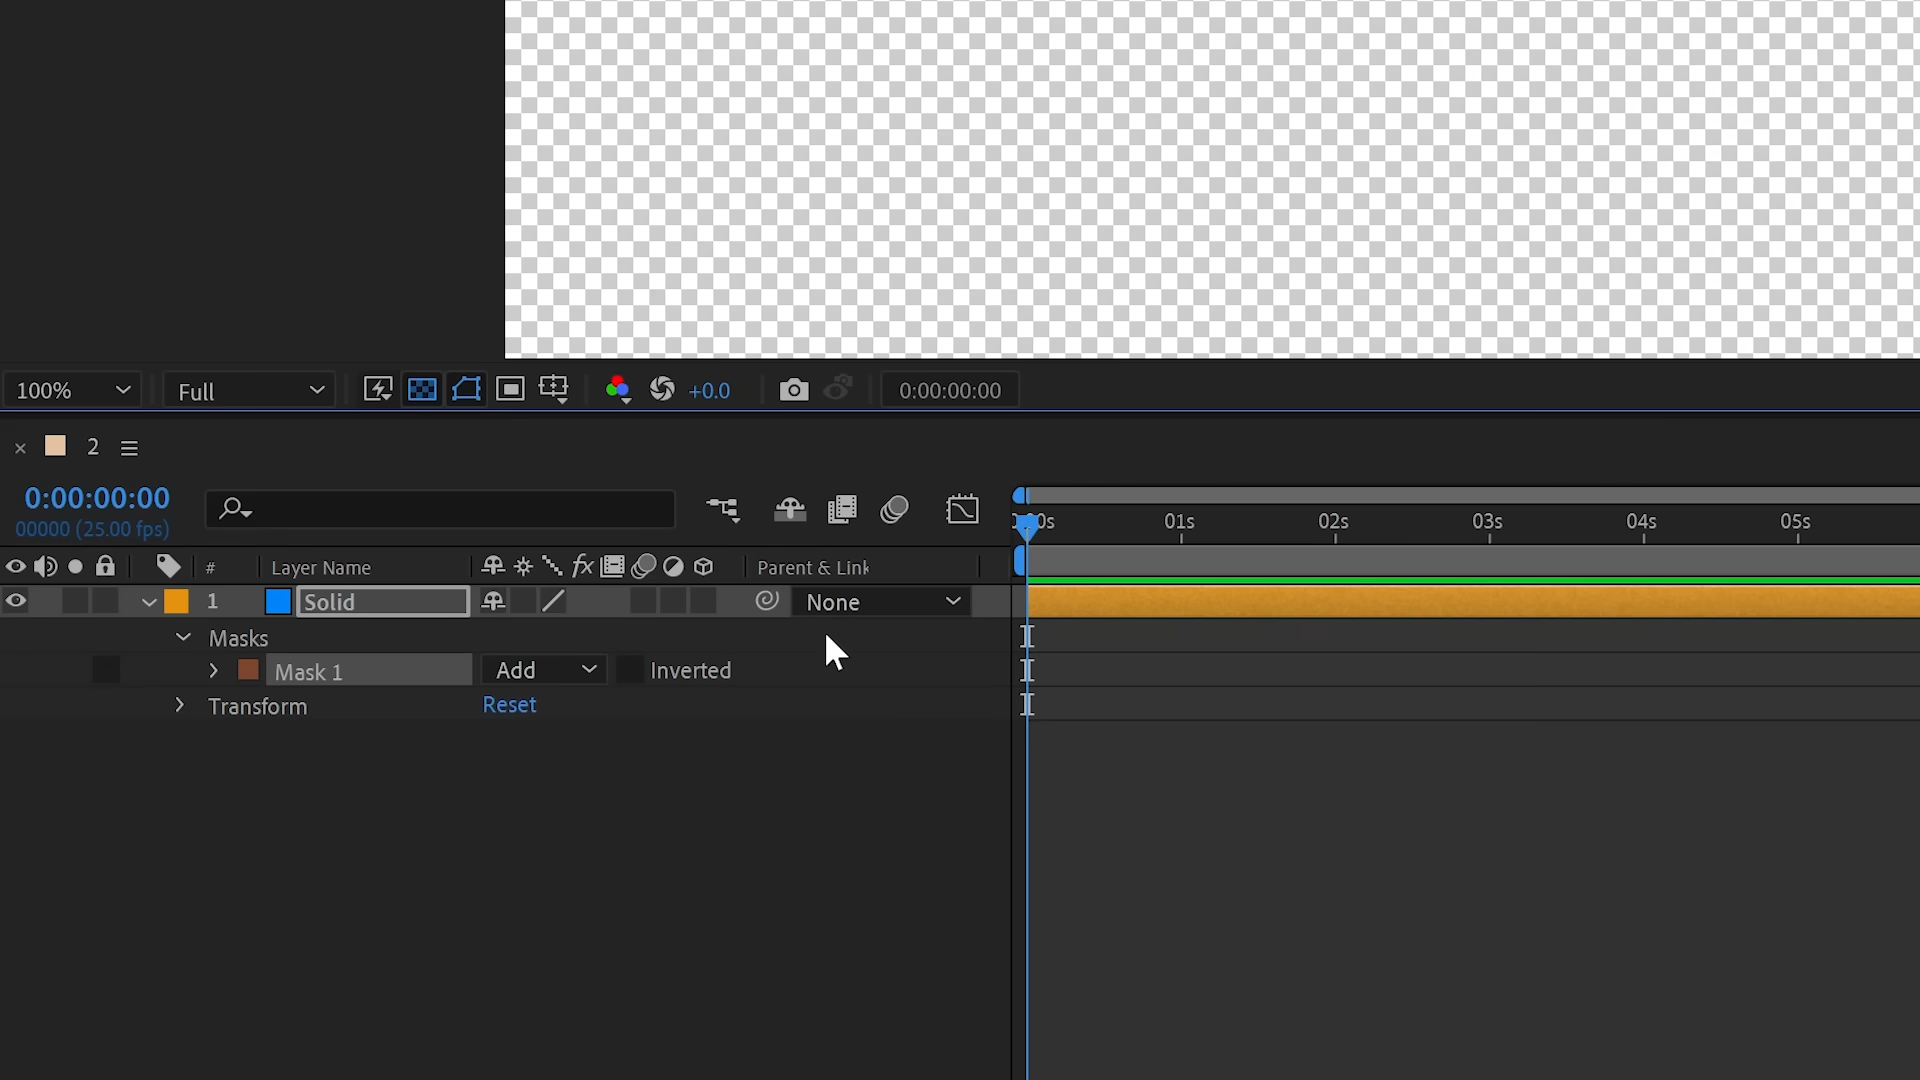 100%
Full
+0.0
0:00:00:00
2
0:00:00:00
00000 (25.00 fps)
01s
02s
03s
04s
05s
#
Layer Name
fx
Parent & Link
1
Solid
None
Masks
Mask 1
Add
Inverted
Transform
Reset